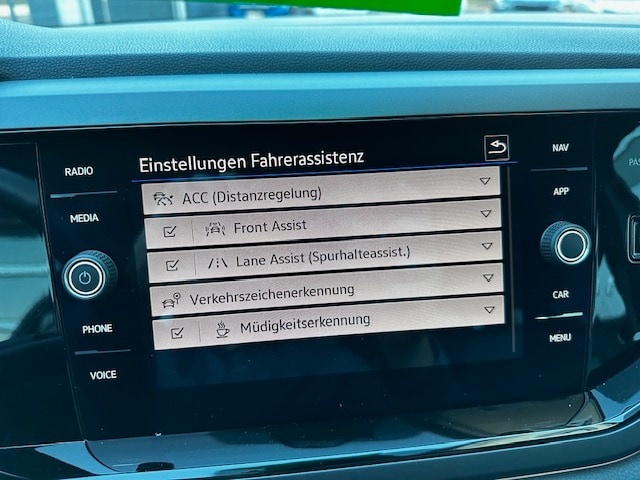 RADIO
MEDIA
PHONE
VOICE
Einstellungen Fahrerassistenz
ACC (Distanzregelung)
Front Assist
Lane Assist (Spurhalteassist.)
Verkehrszeichenerkennung
Müdigkeitserkennung
NAV
APP
CAR
MENU